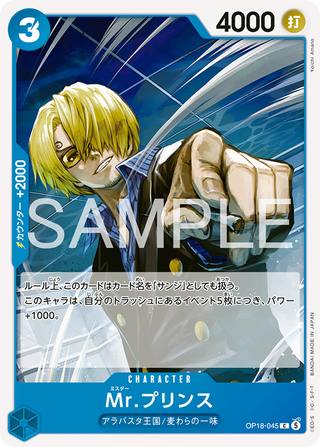 3
4000
打
Yoichi Amano
カウンター +2000
SAMPLE
ルール上、このカードはカード名を「サンジ」としても扱う。
このキャラは、自分のトラッシュにあるイベント5枚につき、パワー
+1000。
CHARACTER
ミスター
Mr.プリンス
アラバスタ王国/麦わらの一味
OP18-045 C
BANDAI MADE IN JAPAN